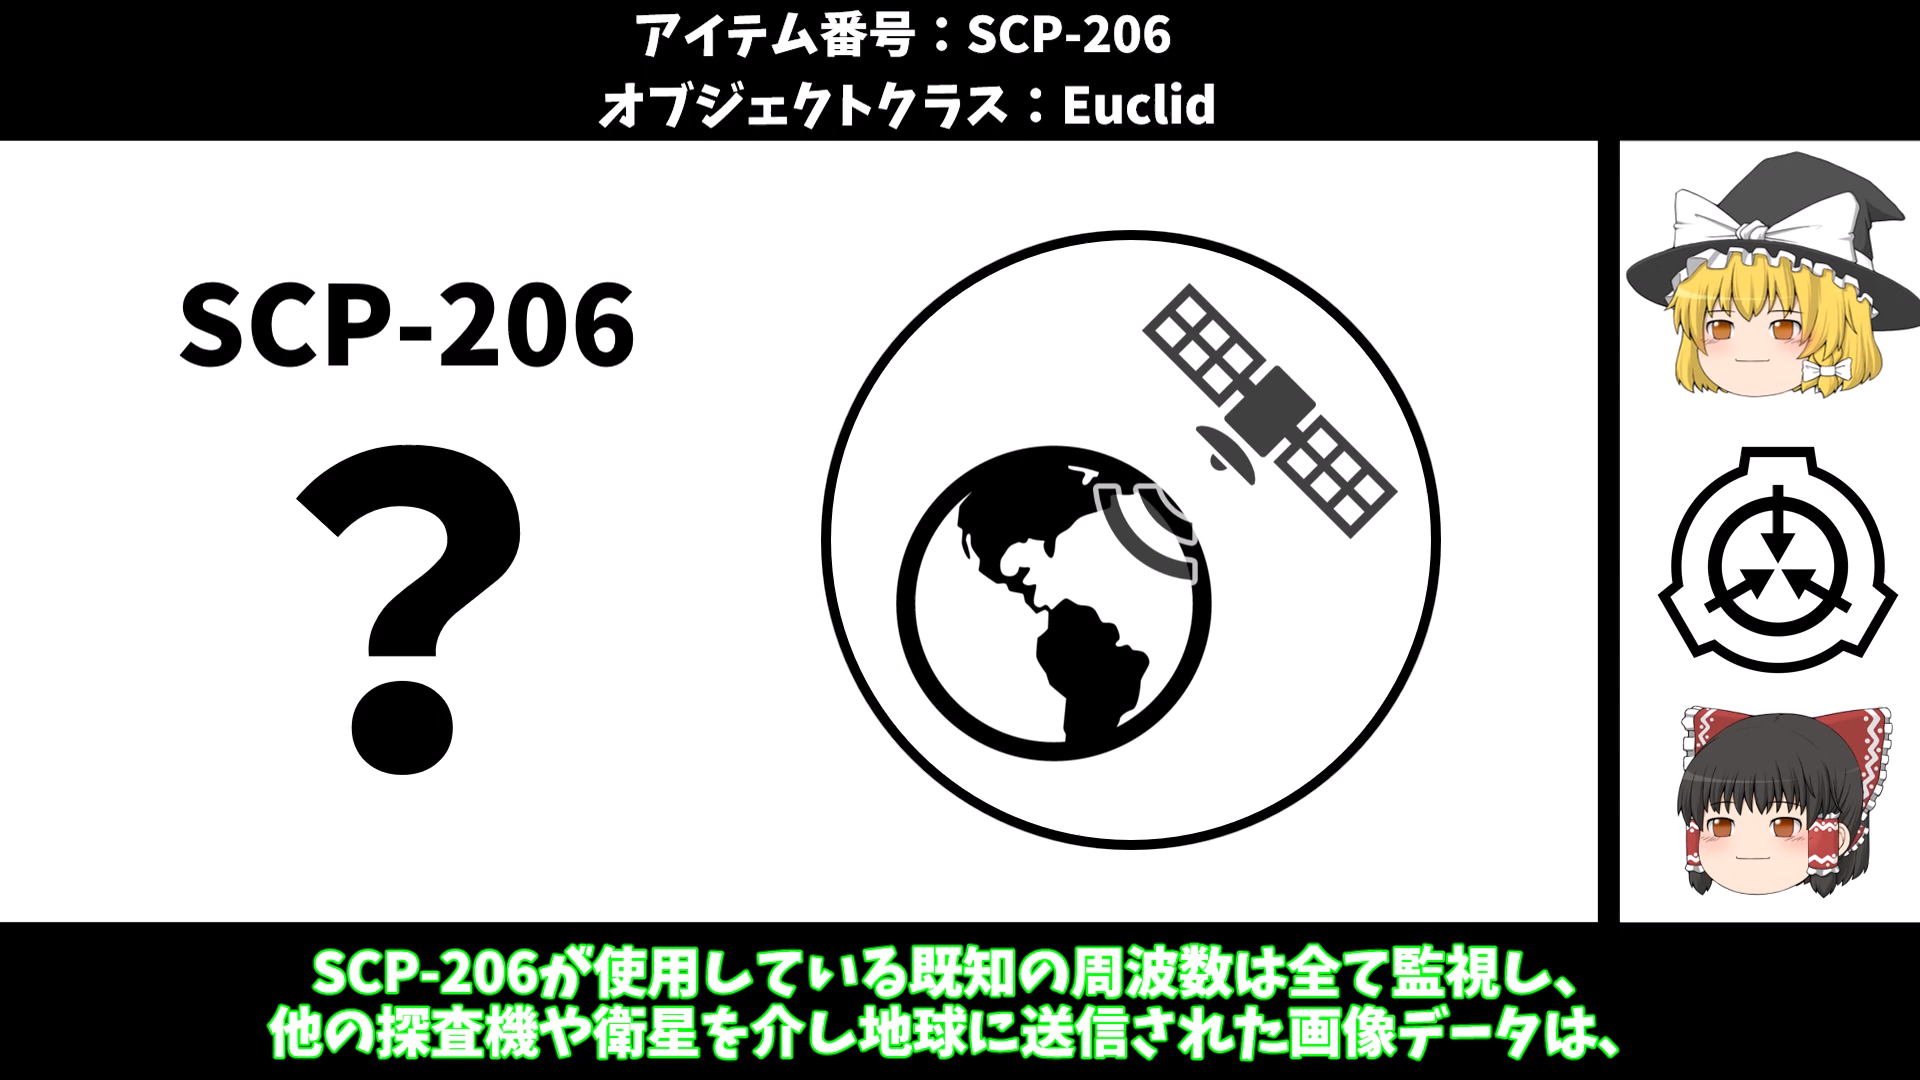 アイテム番号：SCP-206
オブジェクトクラス：Euclid
SCP-206
?
SCP-206が使用している既知の周波数は全て監視し、
他の探査機や衛星を介し地球に送信された画像データは、